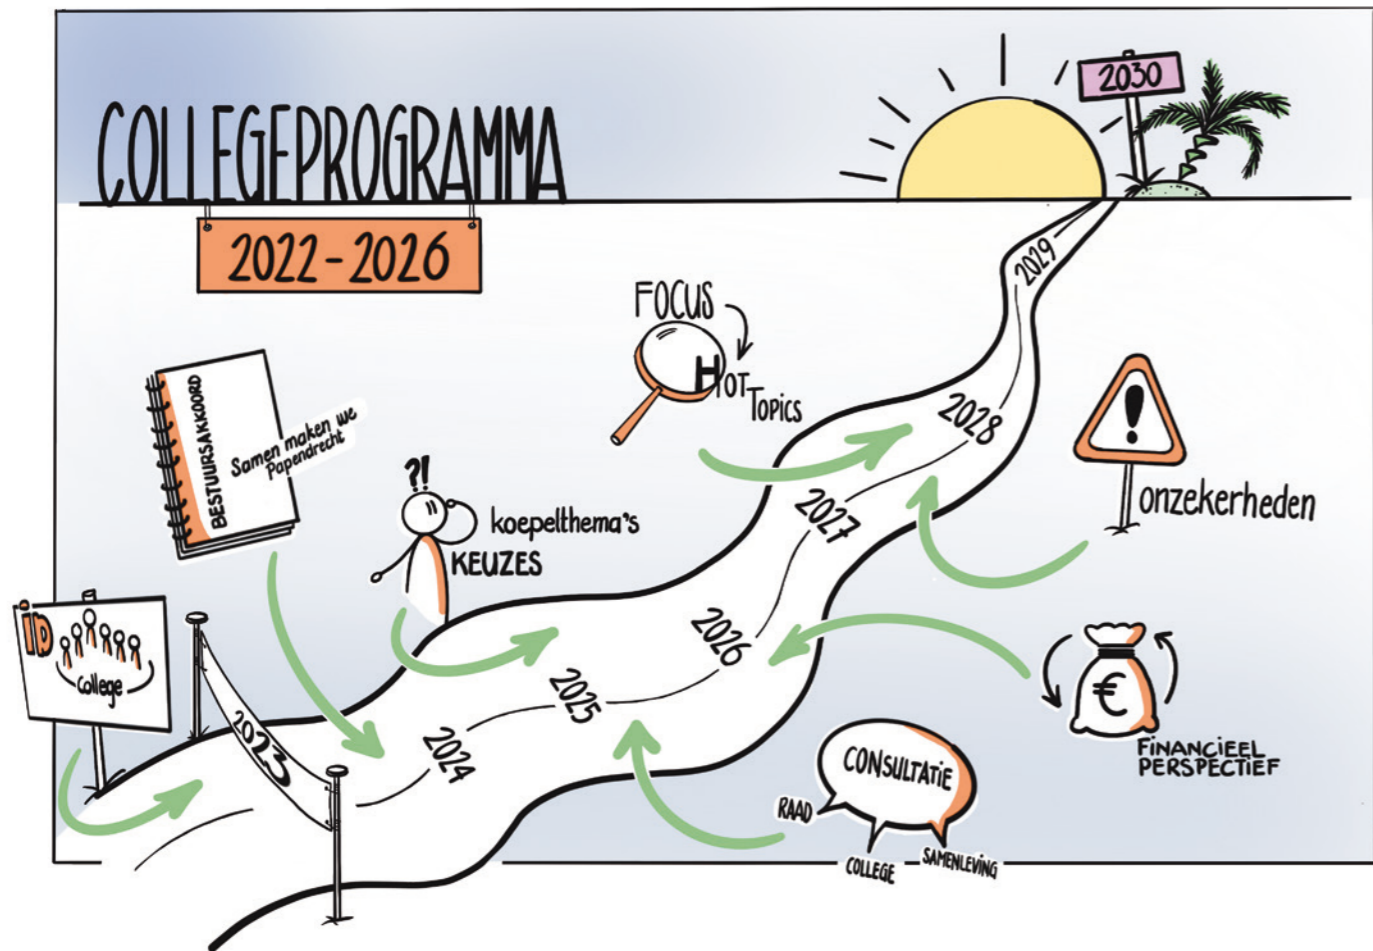 COLLEGEPROGRAMMA
2022-2026
2030
2029
FOCUS
HOT
TOPICS
2028
!
onzekerheden
BESTUURSAKKOORD
Samen maken we
Papendrecht
?!
koepelthema's
KEUZES
2027
2026
2025
2024
2023
iD
College
€
FINANCIEEL
PERSPECTIEF
CONSULTATIE
RAAD
COLLEGE
SAMENLEVING